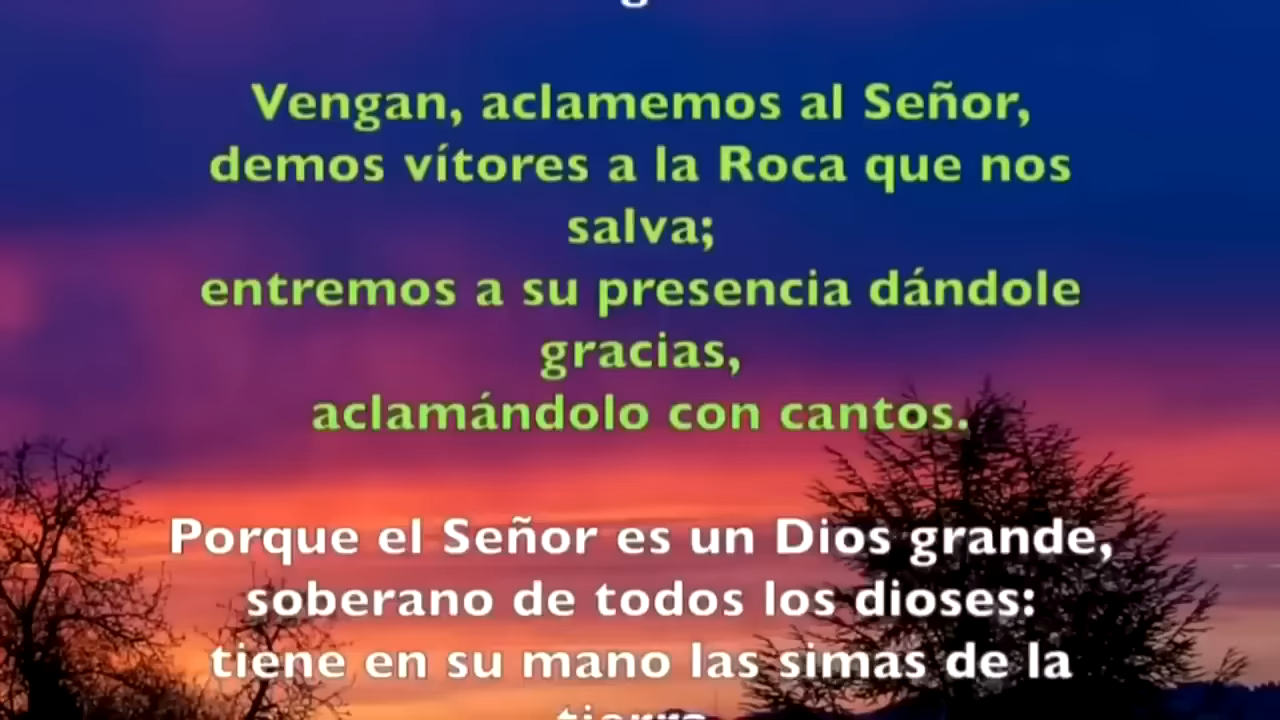 Vengan, aclamemos al Señor,
demos vítores a la Roca que nos
salva;
entremos a su presencia dándole
gracias,
aclamándolo con cantos.
Porque el Señor es un Dios grande,
soberano de todos los dioses:
tiene en su mano las simas de la